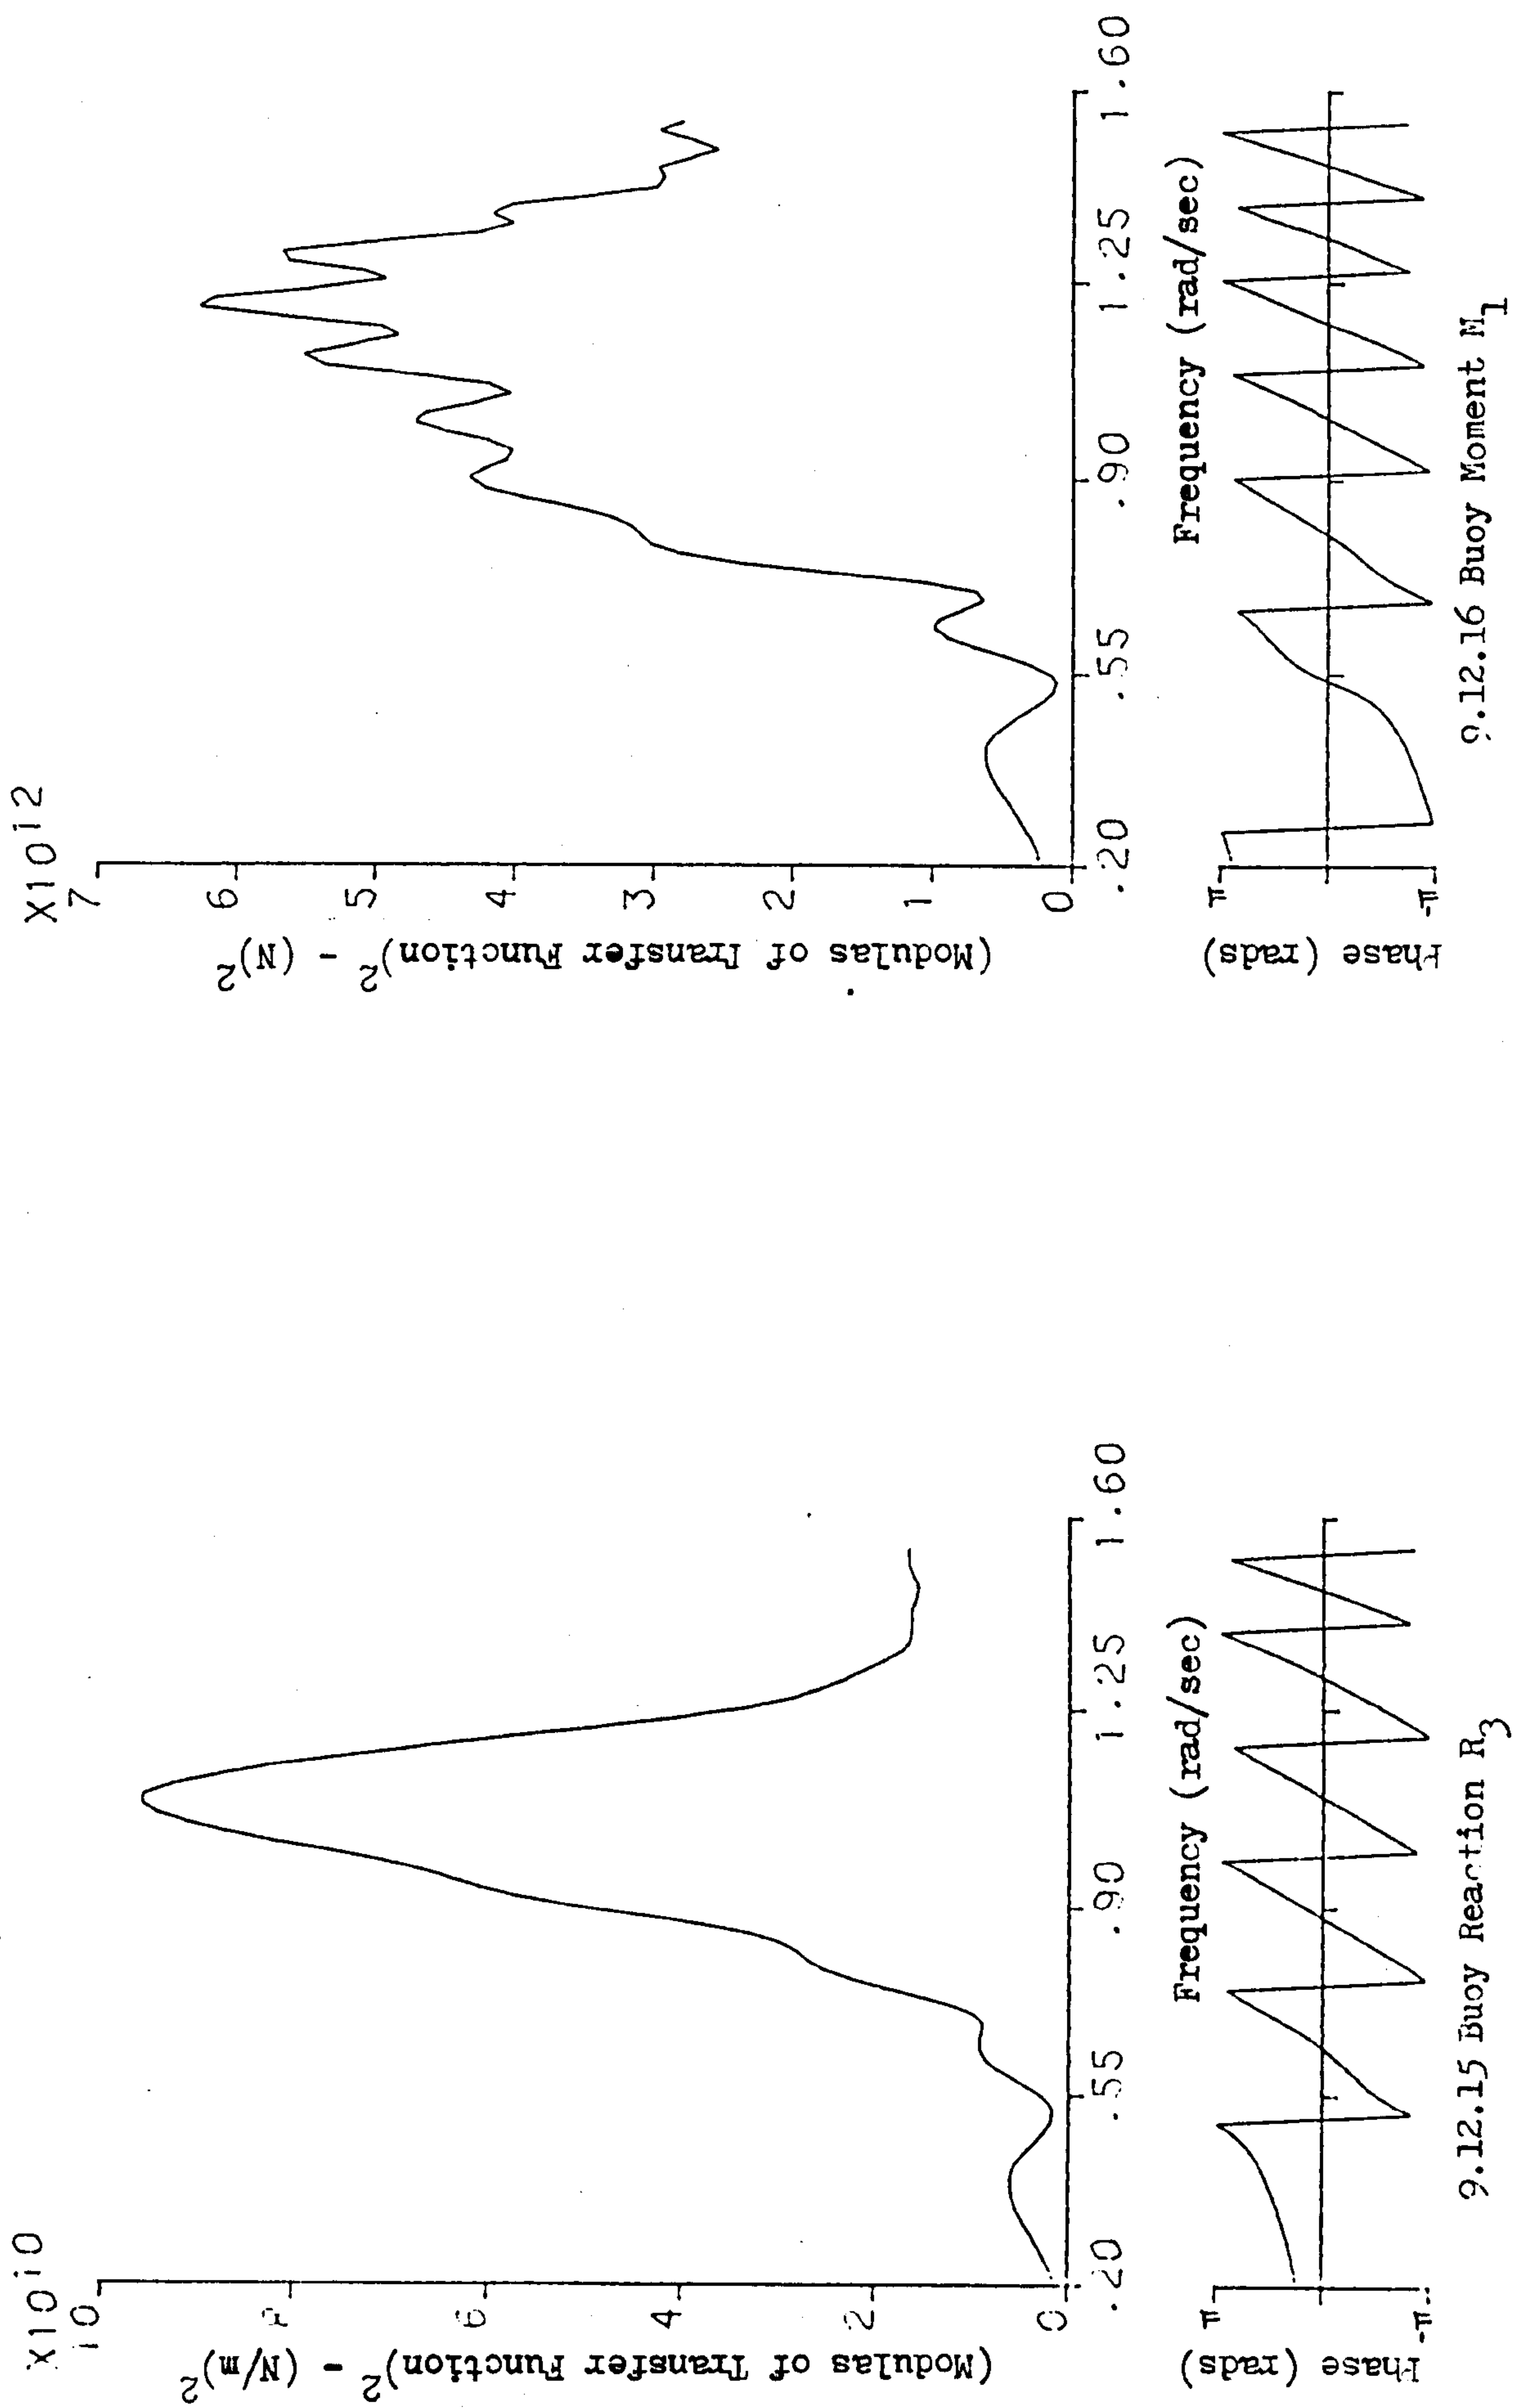 X10^10
10
8
6
4
2
0
(Modulas of Transfer Function)^2 - (N/m)^2
.20
.55
.90
1.25
1.60
Frequency (rad/sec)
π
-π
Phase (rads)
9.12.15 Buoy Reaction R_3
X10^12
7
6
5
4
3
2
1
0
(Modulas of Transfer Function)^2 - (N)^2
.20
.55
.90
1.25
1.60
Frequency (rad/sec)
π
-π
Phase (rads)
9.12.16 Buoy Moment M_1